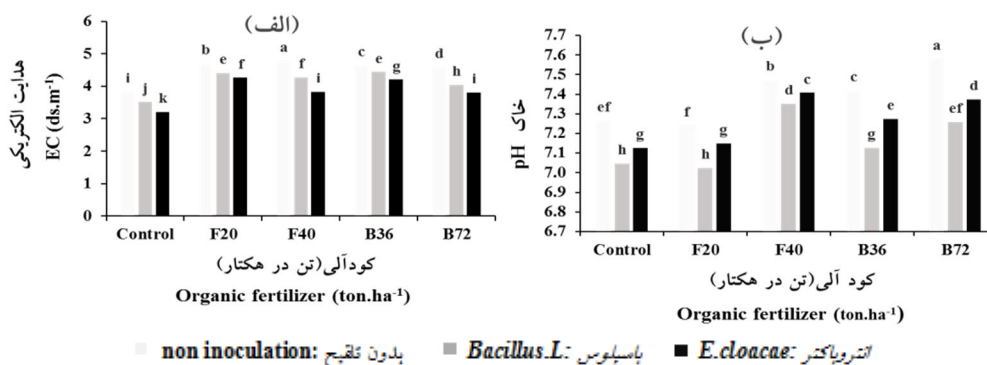 (الف)
هدایت الکتریکی
EC (ds.m-1)
6
5
4
3
2
1
0
i j k
b e f
a f i
c e g
d h i
Control F20 F40 B36 B72
کودآلی(تن در هکتار)
Organic fertilizer (ton.ha-1)
(ب)
خاک pH
7.7
7.6
7.5
7.4
7.3
7.2
7.1
7.0
6.9
6.8
6.7
ef h g
f h g
b d c
c g e
a ef d
Control F20 F40 B36 B72
کود آلی(تن در هکتار)
Organic fertilizer (ton.ha-1)
non inoculation: بدون تلقیح Bacillus.L: باسیلوس E.cloacae: انتروباکتر